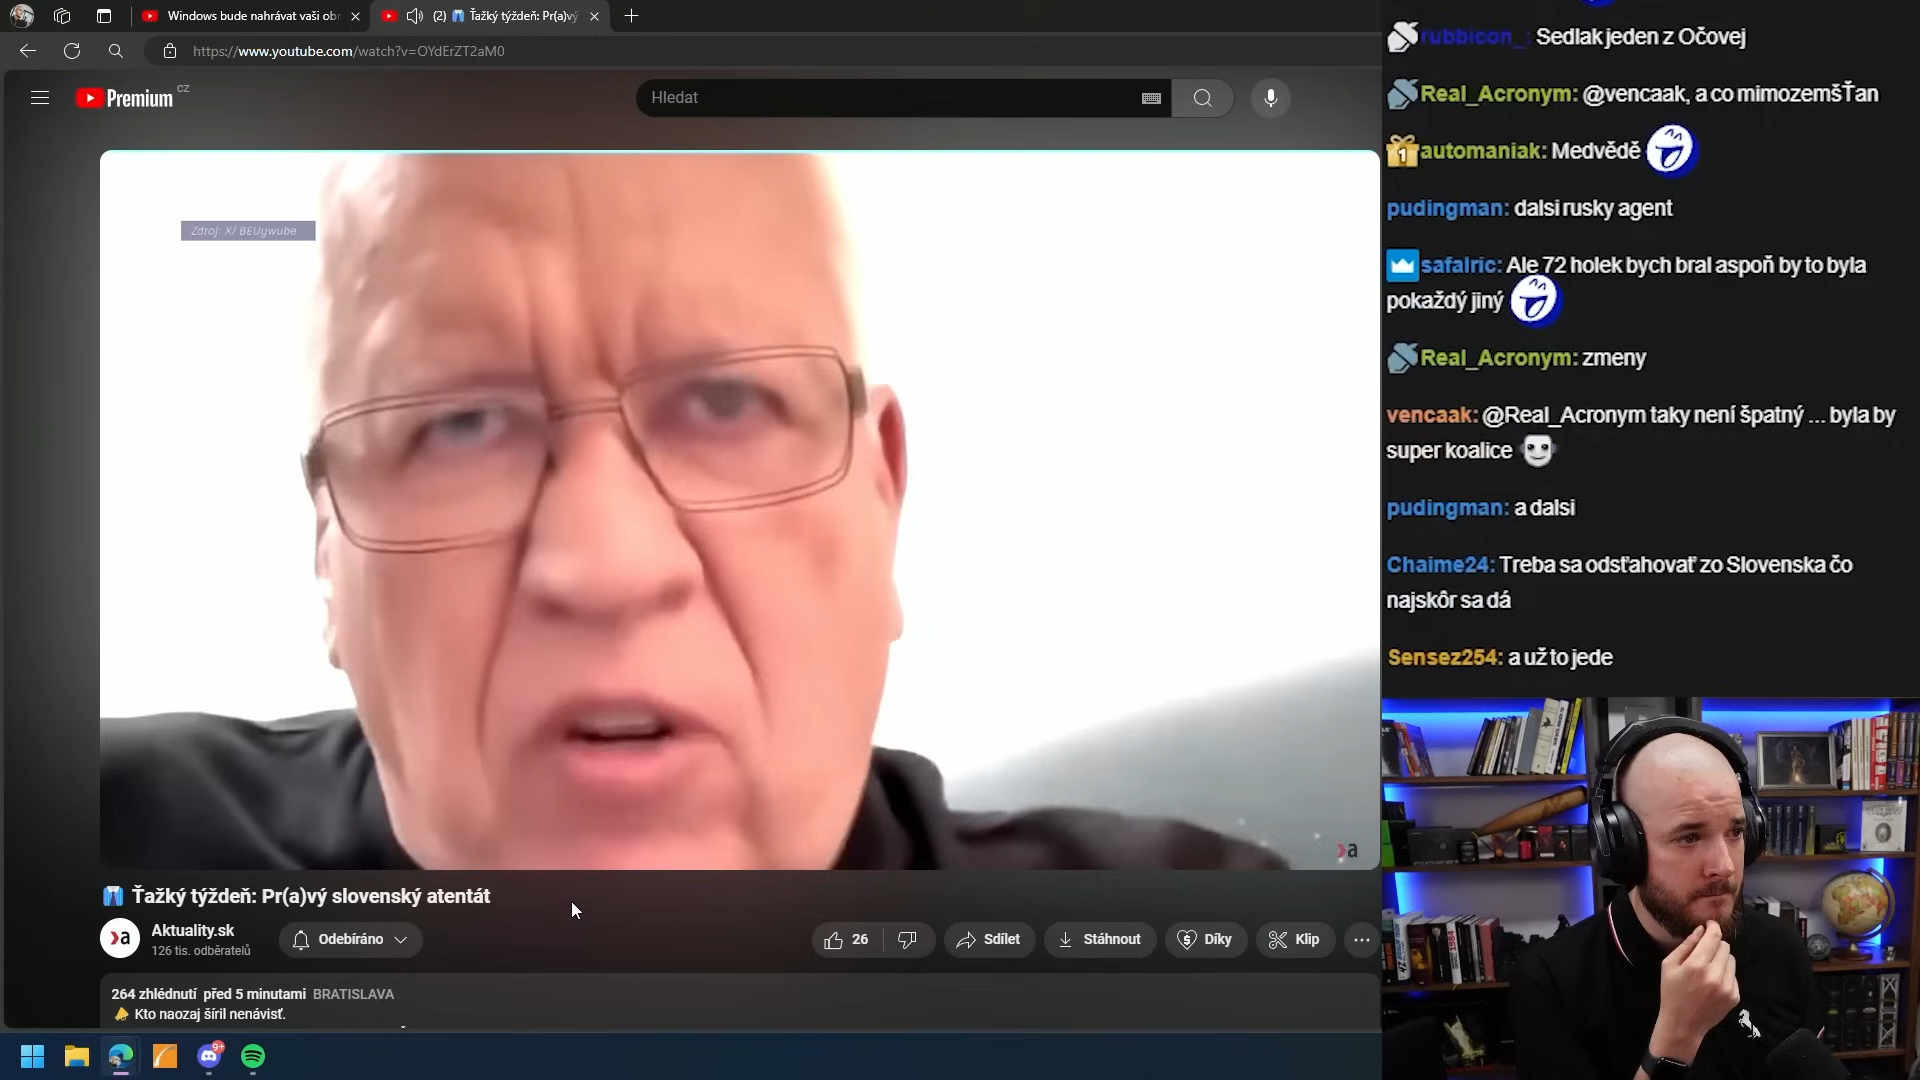 Windows bude nahrávat vaši obr
(2) 👔 Ťažký týždeň: Pr(a)vý
https://www.youtube.com/watch?v=OYdErZT2aM0
Premium CZ
Hledat
Zdroj: X/ BEUywube
a
👔 Ťažký týždeň: Pr(a)vý slovenský atentát
a
Aktuality.sk
126 tis. odběratelů
Odebíráno
26
Sdílet
Stáhnout
Díky
Klip
264 zhlédnutí před 5 minutami BRATISLAVA
📣 Kto naozaj šíril nenávisť.
9+
rubbicon_: Sedlak jeden z Očovej
Real_Acronym: @vencaak, a co mimozemšŤan
1 automaniak: Medvědě
pudingman: dalsi rusky agent
safalric: Ale 72 holek bych bral aspoň by to byla
pokaždý jiný
Real_Acronym: zmeny
vencaak: @Real_Acronym taky není špatný ... byla by
super koalice
pudingman: a dalsi
Chaime24: Treba sa odsťahovať zo Slovenska čo
najskôr sa dá
Sensez254: a už to jede
1984